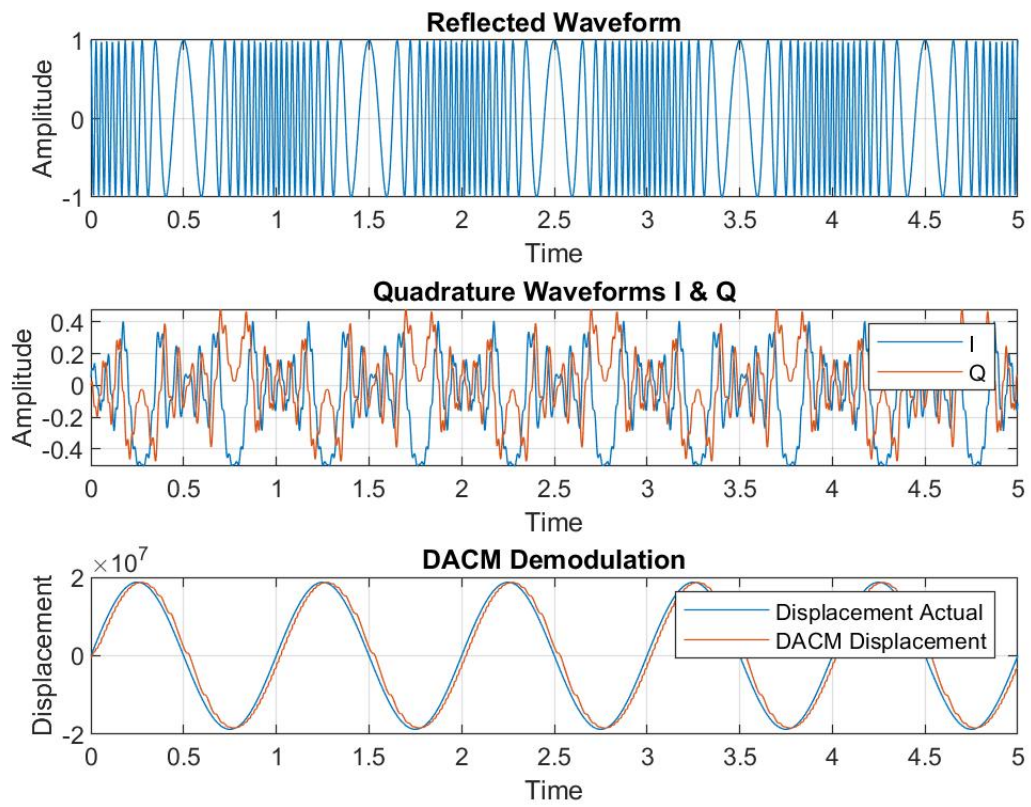 Reflected Waveform
1
0
-1
Amplitude
0 0.5 1 1.5 2 2.5 3 3.5 4 4.5 5
Time
Quadrature Waveforms I & Q
0.4
0.2
0
-0.2
-0.4
Amplitude
I
Q
0 0.5 1 1.5 2 2.5 3 3.5 4 4.5 5
Time
×10⁷
DACM Demodulation
2
0
-2
Displacement
Displacement Actual
DACM Displacement
0 0.5 1 1.5 2 2.5 3 3.5 4 4.5 5
Time